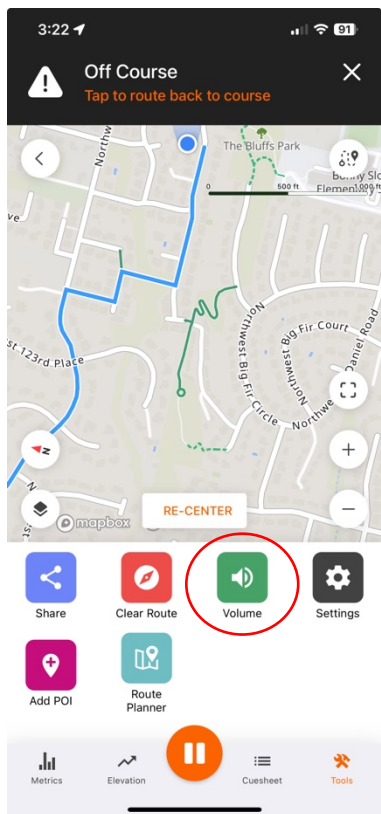 3:22
91
Off Course
Tap to route back to course
The Bluffs Park
0
500 ft
1,000 ft
Northwest Big Fir Circle
Big Fir Court
Northwest
Daniel Road
123rd Place
N
mapbox
RE-CENTER
Share
Clear Route
Volume
Settings
Add POI
Route
Planner
Metrics
Elevation
Cuesheet
Tools